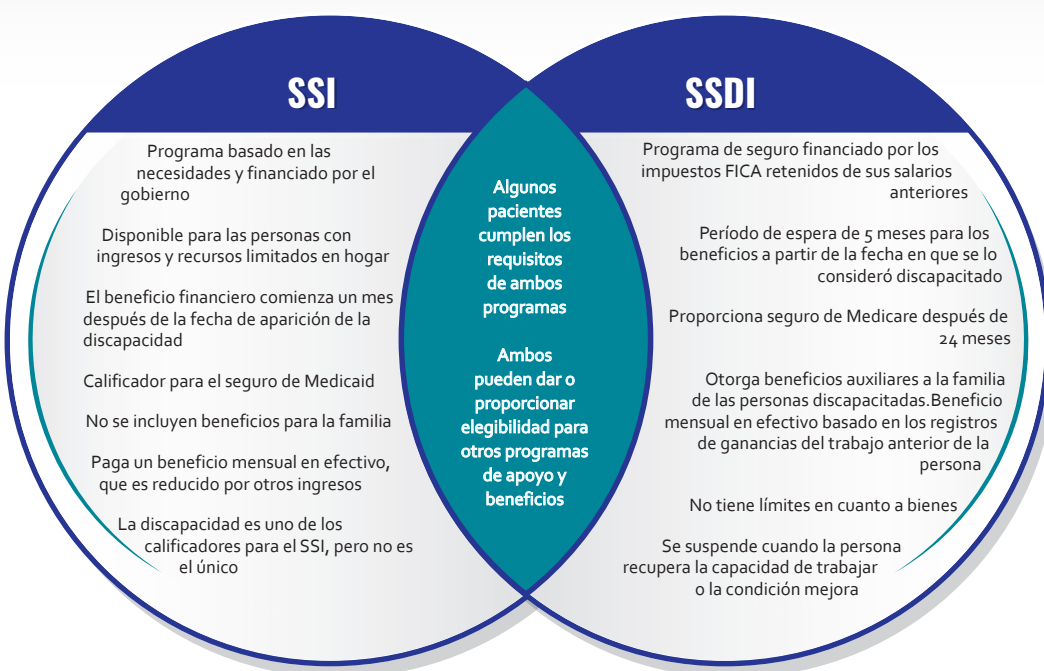 SSI
Programa basado en las
necesidades y financiado por el
gobierno
Disponible para las personas con
ingresos y recursos limitados en hogar
El beneficio financiero comienza un mes
después de la fecha de aparición de la
discapacidad
Calificador para el seguro de Medicaid
No se incluyen beneficios para la familia
Paga un beneficio mensual en efectivo,
que es reducido por otros ingresos
La discapacidad es uno de los
calificadores para el SSI, pero no es
el único
Algunos
pacientes
cumplen los
requisitos
de ambos
programas
Ambos
pueden dar o
proporcionar
elegibilidad para
otros programas
de apoyo y
beneficios
SSDI
Programa de seguro financiado por los
impuestos FICA retenidos de sus salarios
anteriores
Período de espera de 5 meses para los
beneficios a partir de la fecha en que se lo
consideró discapacitado
Proporciona seguro de Medicare después de
24 meses
Otorga beneficios auxiliares a la familia
de las personas discapacitadas.Beneficio
mensual en efectivo basado en los registros
de ganancias del trabajo anterior de la
persona
No tiene límites en cuanto a bienes
Se suspende cuando la persona
recupera la capacidad de trabajar
o la condición mejora